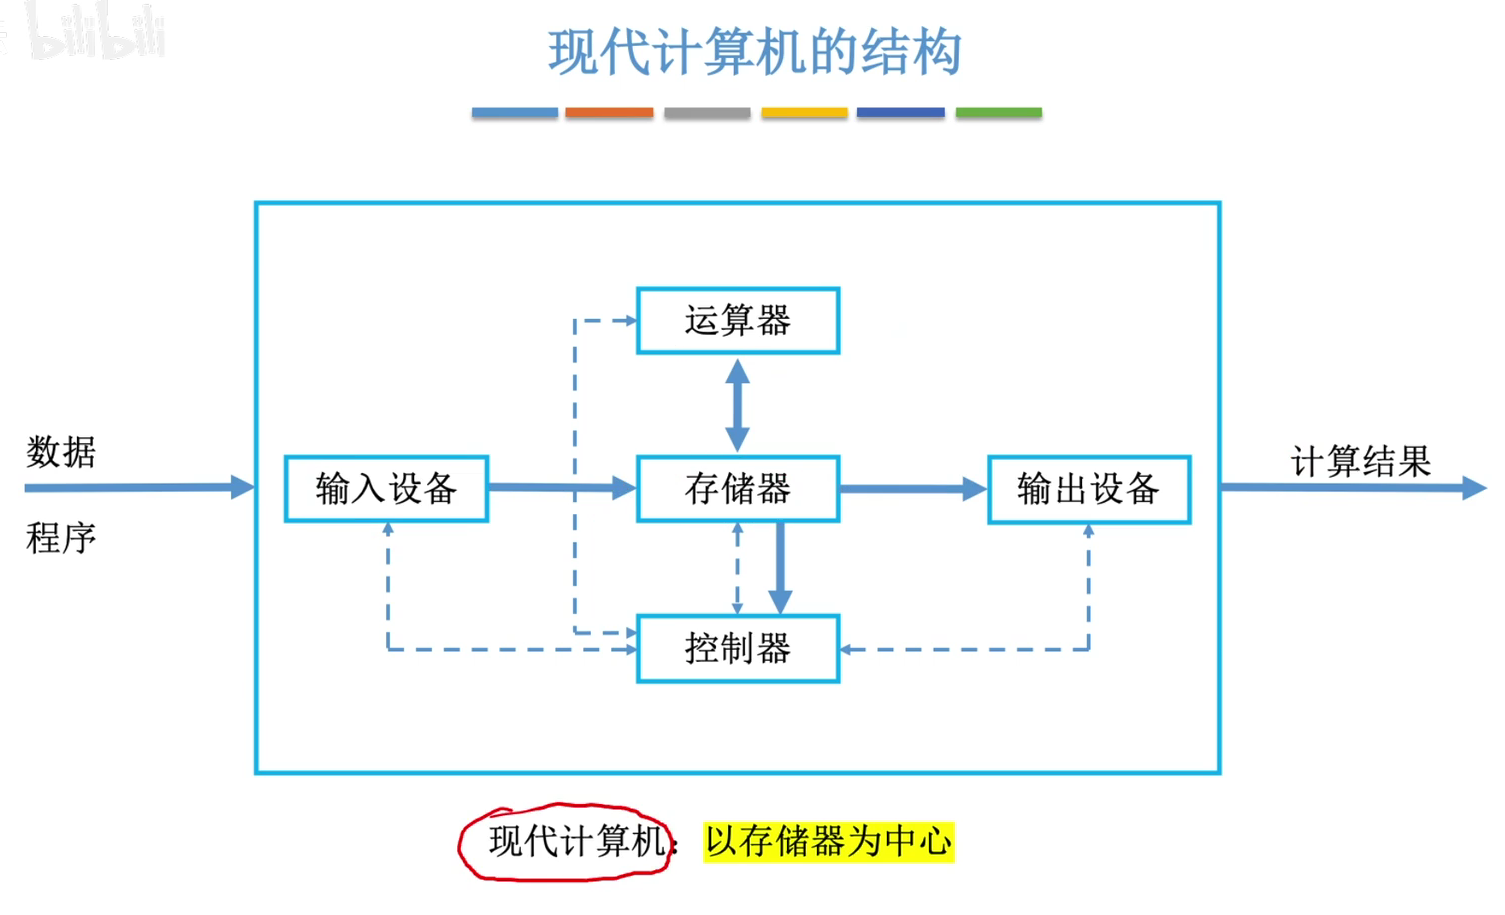 bilibili
现代计算机的结构
运算器
数据
程序
输入设备
存储器
输出设备
计算结果
控制器
现代计算机：以存储器为中心